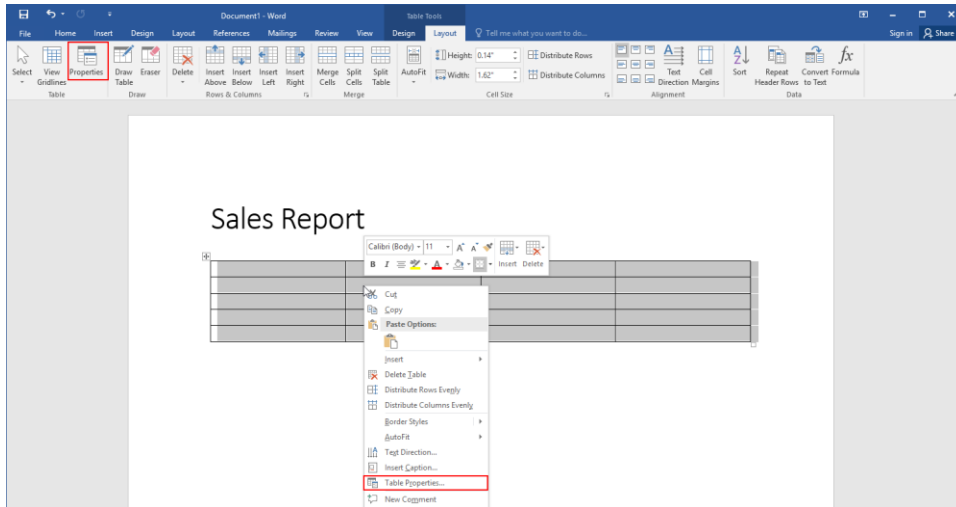 Document1 - Word Table Tools
File Home Insert Design Layout References Mailings Review View Design Layout Tell me what you want to do... Sign in Share
Select View Gridlines Properties Draw Table Eraser Delete Insert Above Insert Below Insert Left Insert Right Merge Cells Split Cells Split Table AutoFit Height: 0.14" Width: 1.62" Distribute Rows Distribute Columns Text Direction Cell Margins Sort Repeat Header Rows Convert to Text Formula
Table Draw Rows & Columns Merge Cell Size Alignment Data
Sales Report
Calibri (Body) 11
B I Insert Delete
Cut
Copy
Paste Options:
Insert
Delete Table
Distribute Rows Evenly
Distribute Columns Evenly
Border Styles
AutoFit
Text Direction...
Insert Caption...
Table Properties...
New Comment